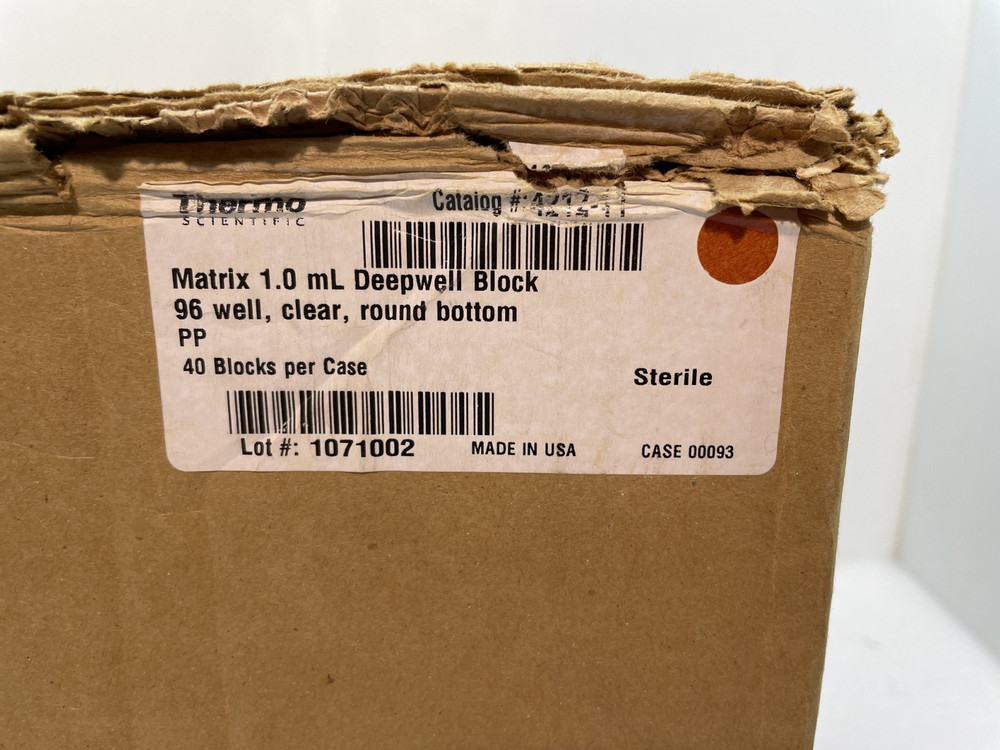 Thermo
SCIENTIFIC
Catalog #:
Matrix 1.0 mL Deepwell Block
96 well, clear, round bottom
PP
40 Blocks per Case
Sterile
Lot #: 1071002
MADE IN USA
CASE 00093